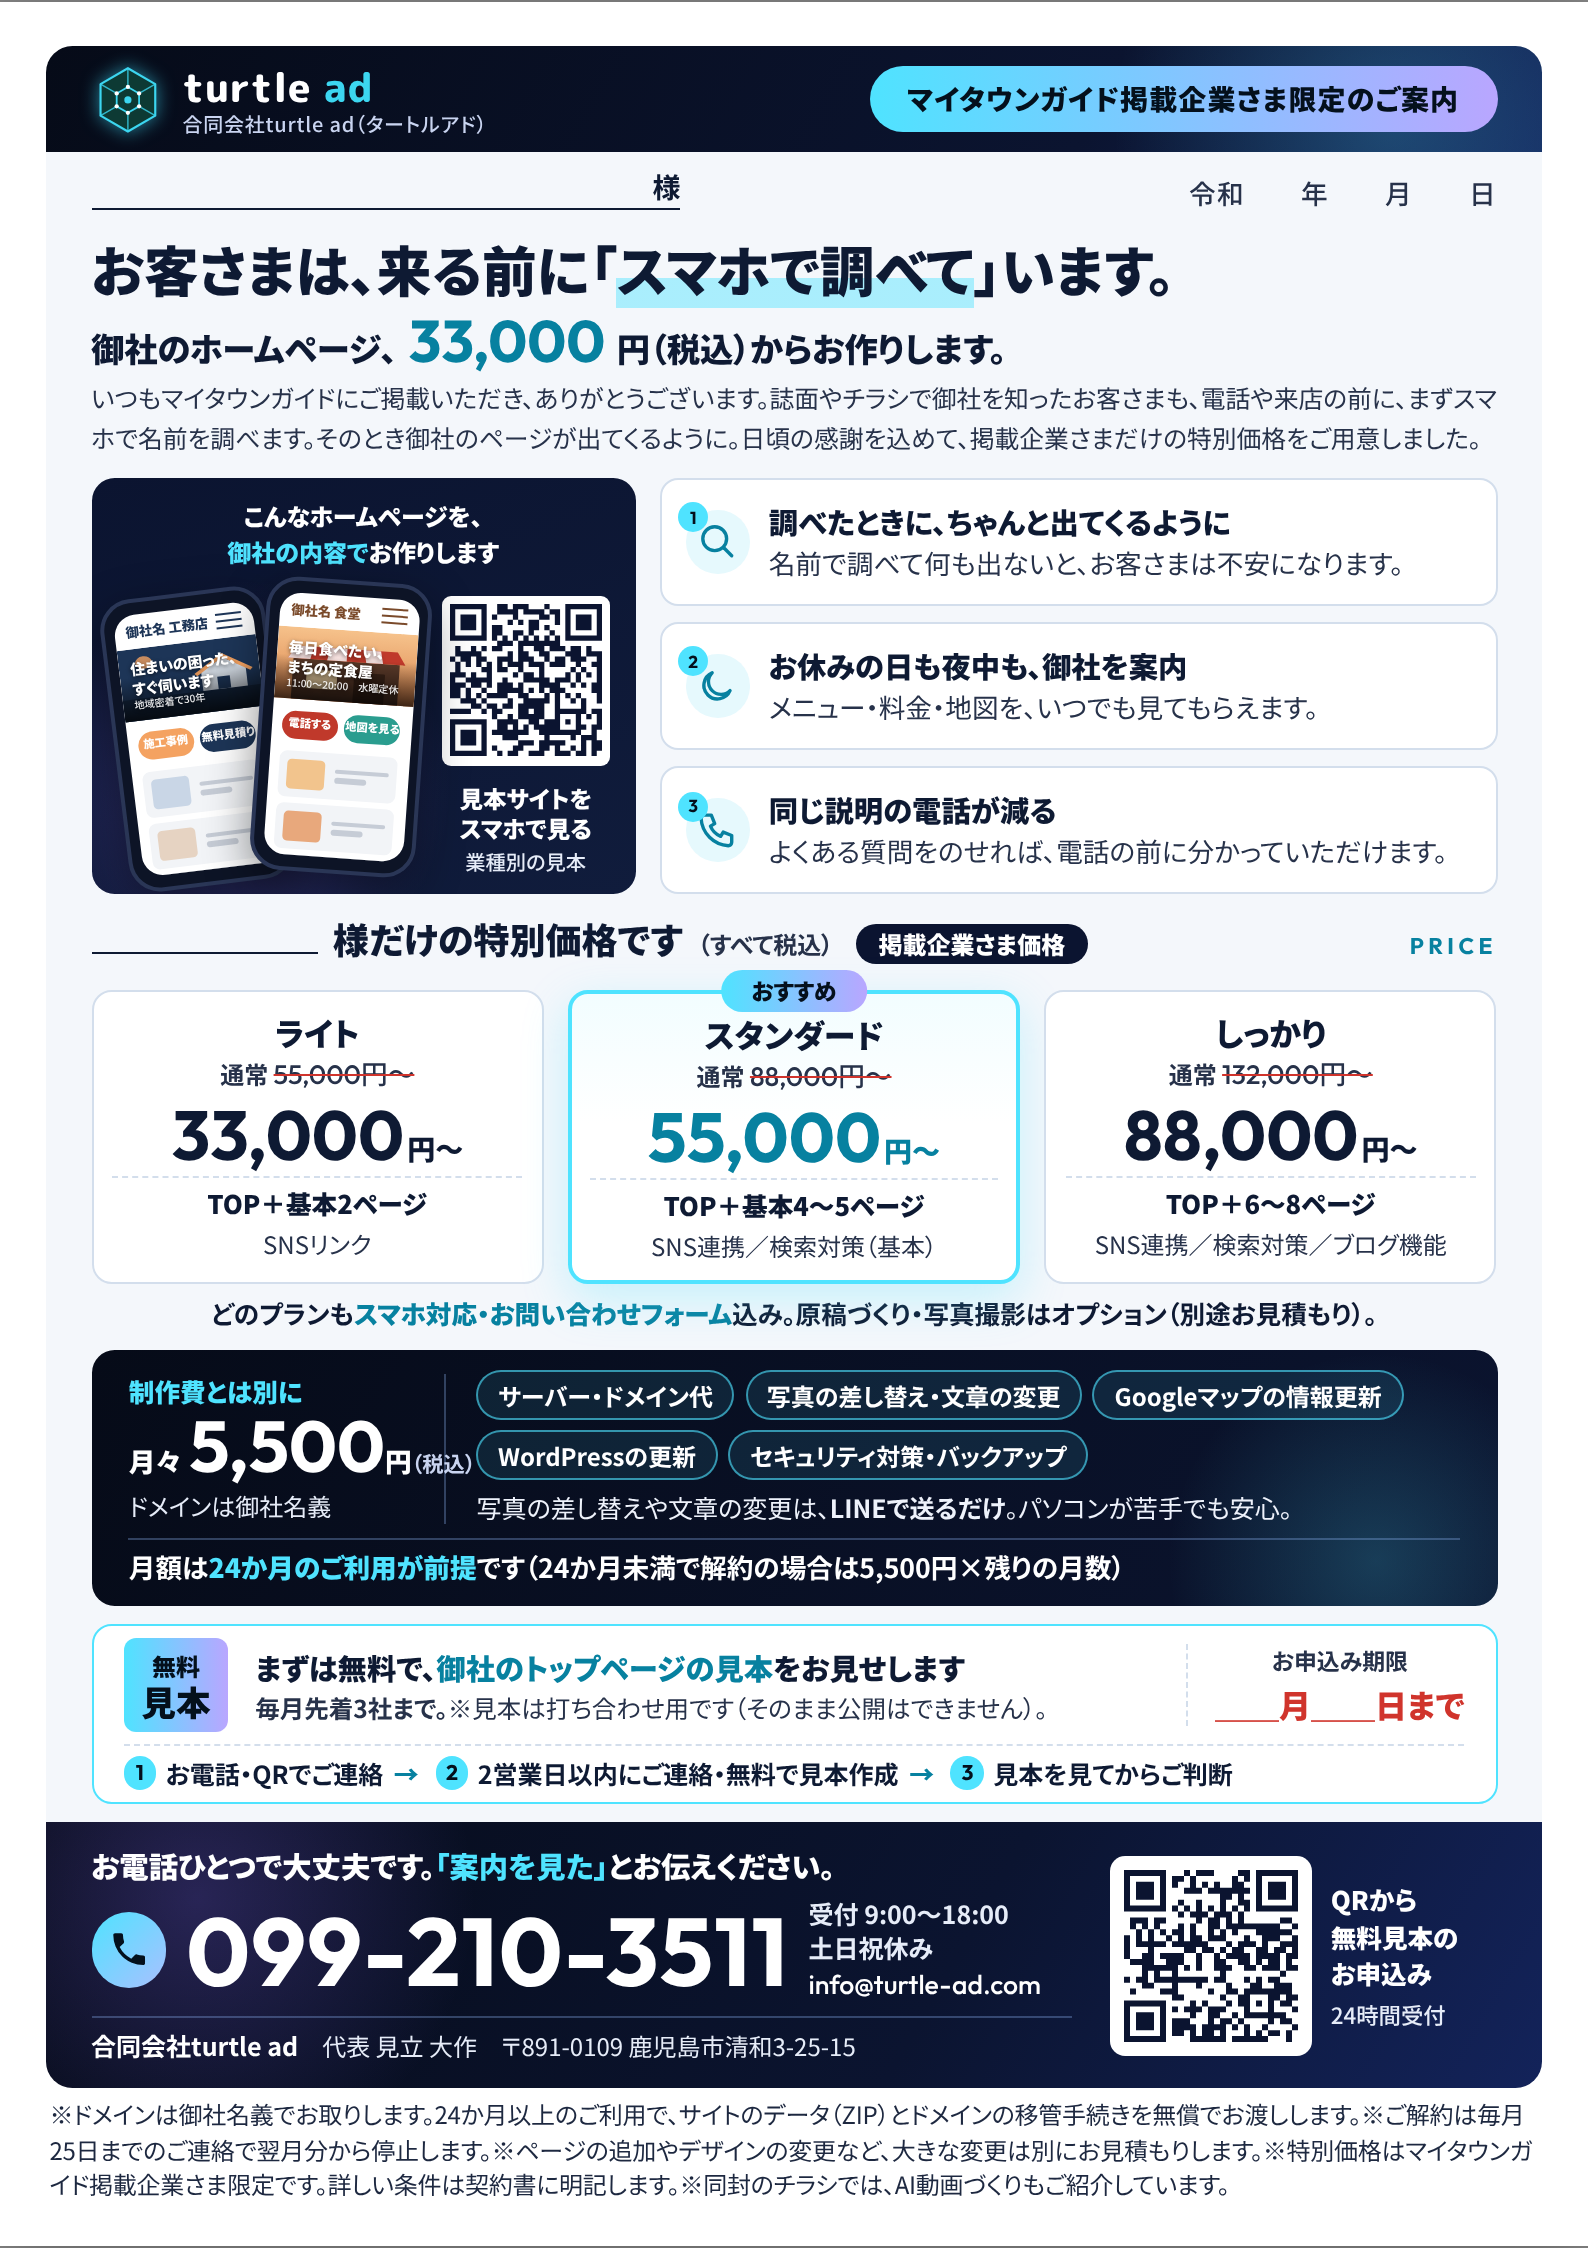 turtle ad
合同会社turtle ad(タートルアド)
マイタウンガイド掲載企業さま限定のご案内
様
令和 年 月 日
お客さまは、来る前に「スマホで調べて」います。
御社のホームページ、33,000 円(税込)からお作りします。
いつもマイタウンガイドにご掲載いただき、ありがとうございます。誌面やチラシで御社を知ったお客さまも、電話や来店の前に、まずスマ
ホで名前を調べます。そのとき御社のページが出てくるように。日頃の感謝を込めて、掲載企業さまだけの特別価格をご用意しました。
こんなホームページを、
御社の内容でお作りします
御社名 工務店
住まいの困った、
すぐ伺います
地域密着で30年
施工事例
無料見積り
御社名 食堂
毎日食べたい、
まちの定食屋
11:00〜20:00 水曜定休
電話する
地図を見る
見本サイトを
スマホで見る
業種別の見本
1
調べたときに、ちゃんと出てくるように
名前で調べて何も出ないと、お客さまは不安になります。
2
お休みの日も夜中も、御社を案内
メニュー・料金・地図を、いつでも見てもらえます。
3
同じ説明の電話が減る
よくある質問をのせれば、電話の前に分かっていただけます。
様だけの特別価格です (すべて税込) 掲載企業さま価格
PRICE
ライト
通常 55,000円〜
33,000円〜
TOP+基本2ページ
SNSリンク
おすすめ
スタンダード
通常 88,000円〜
55,000円〜
TOP+基本4〜5ページ
SNS連携/検索対策(基本)
しっかり
通常 132,000円〜
88,000円〜
TOP+6〜8ページ
SNS連携/検索対策/ブログ機能
どのプランもスマホ対応・お問い合わせフォーム込み。原稿づくり・写真撮影はオプション(別途お見積もり)。
制作費とは別に
月々 5,500円(税込)
ドメインは御社名義
サーバー・ドメイン代
写真の差し替え・文章の変更
Googleマップの情報更新
WordPressの更新
セキュリティ対策・バックアップ
写真の差し替えや文章の変更は、LINEで送るだけ。パソコンが苦手でも安心。
月額は24か月のご利用が前提です(24か月未満で解約の場合は5,500円×残りの月数)
無料
見本
まずは無料で、御社のトップページの見本をお見せします
毎月先着3社まで。※見本は打ち合わせ用です(そのまま公開はできません)。
お申込み期限
____月____日まで
1 お電話・QRでご連絡 → 2 2営業日以内にご連絡・無料で見本作成 → 3 見本を見てからご判断
お電話ひとつで大丈夫です。「案内を見た」とお伝えください。
099-210-3511
受付 9:00〜18:00
土日祝休み
info@turtle-ad.com
合同会社turtle ad 代表 見立 大作 〒891-0109 鹿児島市清和3-25-15
QRから
無料見本の
お申込み
24時間受付
※ドメインは御社名義でお取りします。24か月以上のご利用で、サイトのデータ(ZIP)とドメインの移管手続きを無償でお渡しします。※ご解約は毎月
25日までのご連絡で翌月分から停止します。※ページの追加やデザインの変更など、大きな変更は別にお見積もりします。※特別価格はマイタウンガ
イド掲載企業さま限定です。詳しい条件は契約書に明記します。※同封のチラシでは、AI動画づくりもご紹介しています。